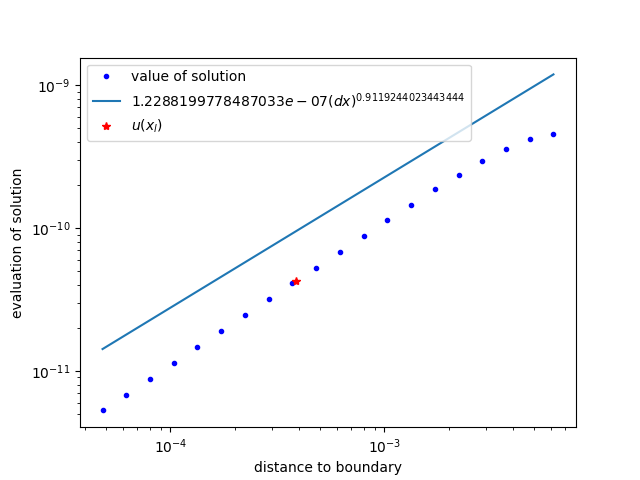 value of solution
1.2288199778487033e − 07(dx)^0.9119244023443444
u(x_l)
10^−9
10^−10
10^−11
evaluation of solution
10^−4
10^−3
distance to boundary